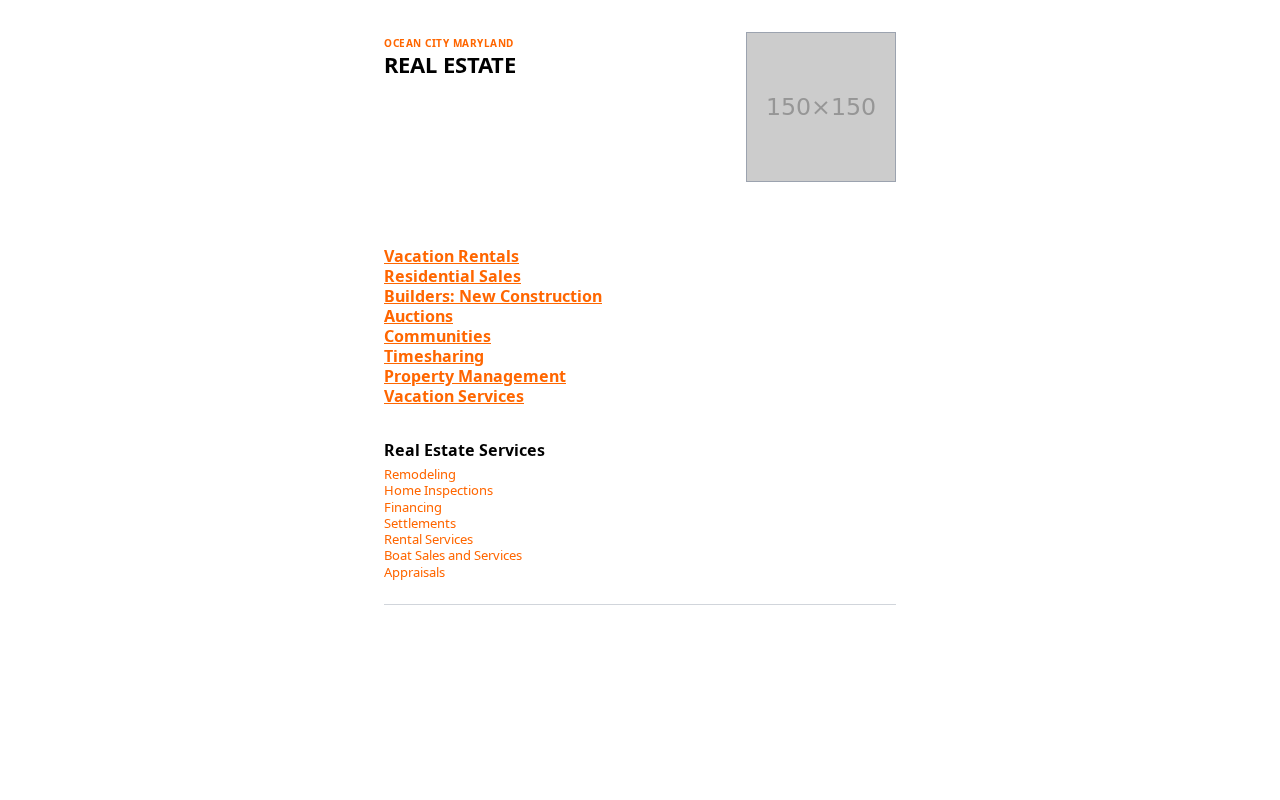 OCEAN CITY MARYLAND
REAL ESTATE
150×150
Vacation Rentals
Residential Sales
Builders: New Construction
Auctions
Communities
Timesharing
Property Management
Vacation Services
Real Estate Services
Remodeling
Home Inspections
Financing
Settlements
Rental Services
Boat Sales and Services
Appraisals